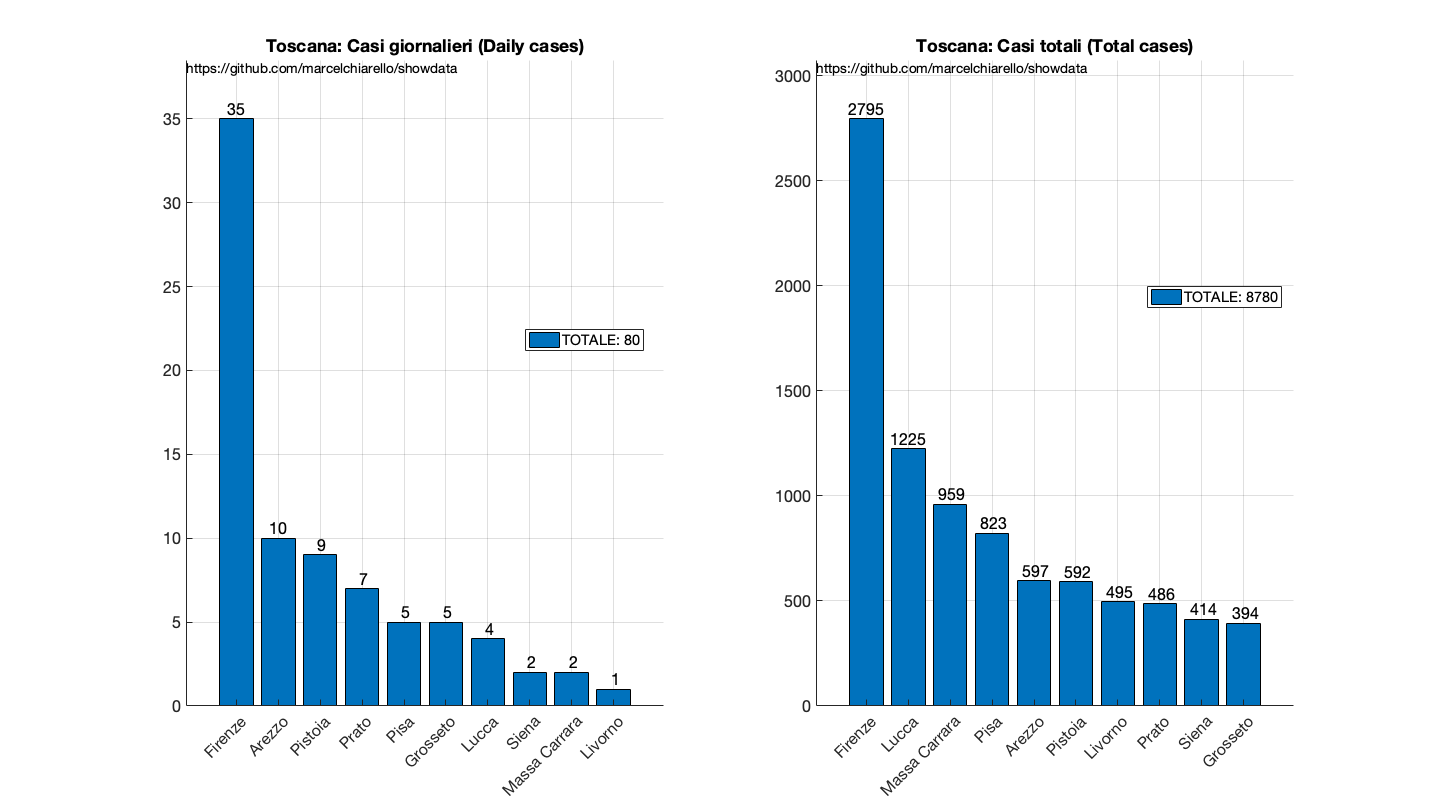 Toscana: Casi giornalieri (Daily cases)
https://github.com/marcelchiarello/showdata
35
30
25
20
15
10
5
0
35
10
9
7
5
5
4
2
2
1
TOTALE: 80
Firenze
Arezzo
Pistoia
Prato
Pisa
Grosseto
Lucca
Siena
Massa Carrara
Livorno
Toscana: Casi totali (Total cases)
https://github.com/marcelchiarello/showdata
3000
2500
2000
1500
1000
500
0
2795
1225
959
823
597
592
495
486
414
394
TOTALE: 8780
Firenze
Lucca
Massa Carrara
Pisa
Arezzo
Pistoia
Livorno
Prato
Siena
Grosseto